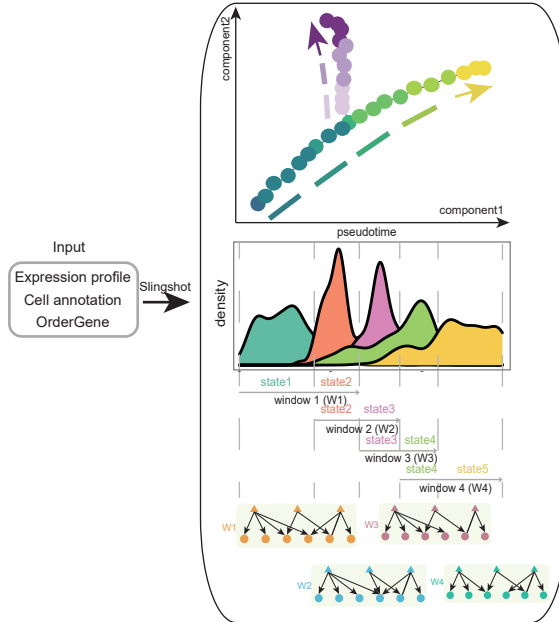 component2
component1
pseudotime
Input
Expression profile
Cell annotation
OrderGene
Slingshot
density
state1 state2
window 1 (W1)
state2 state3
window 2 (W2)
state3 state4
window 3 (W3)
state4 state5
window 4 (W4)
W1
W3
W2
W4